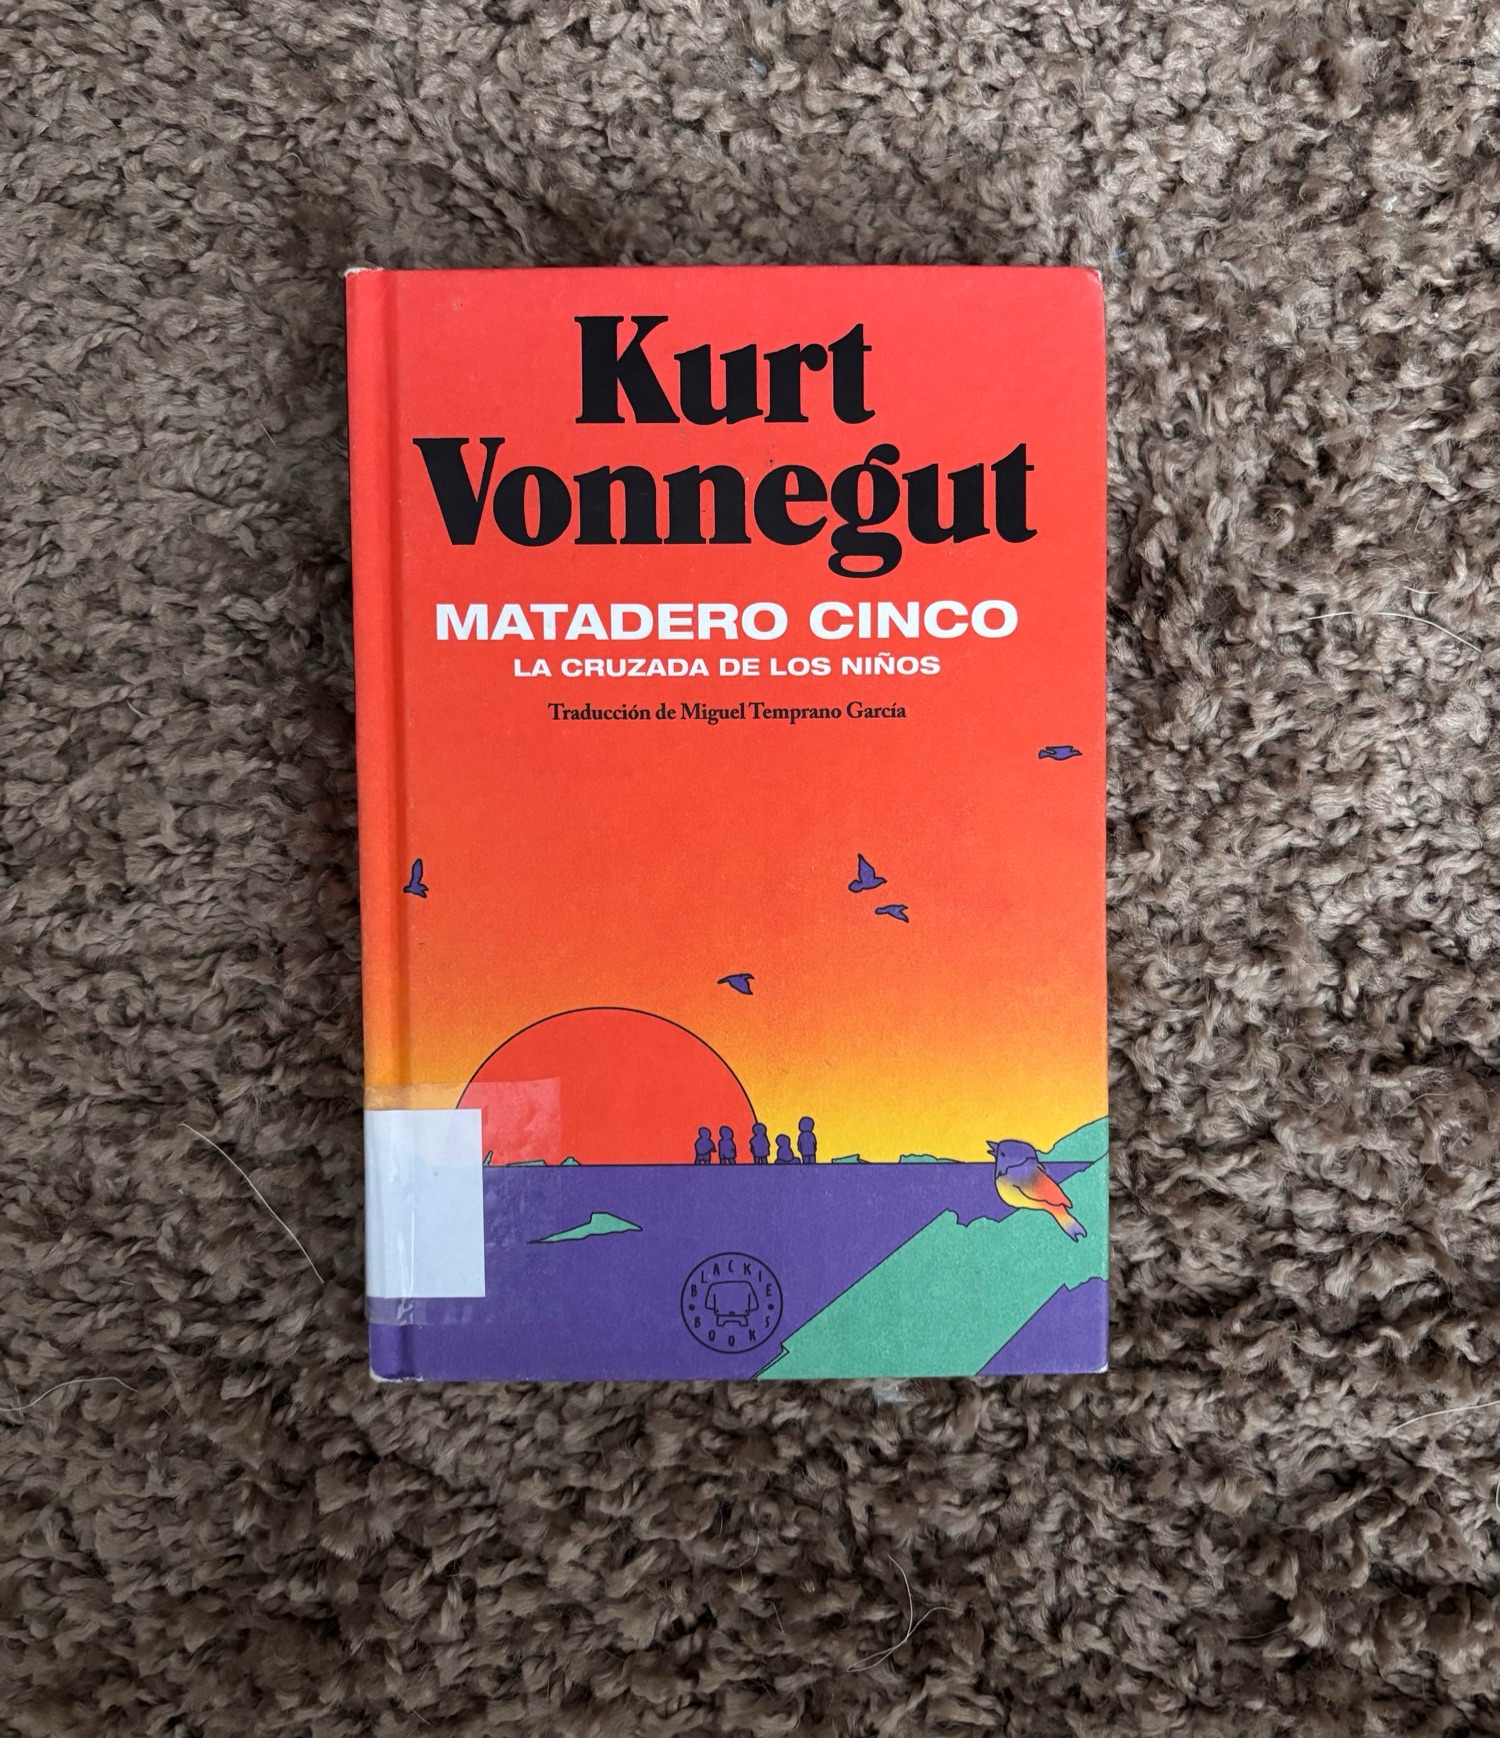 Kurt
Vonnegut
MATADERO CINCO
LA CRUZADA DE LOS NIÑOS
Traducción de Miguel Temprano García
BLACKIE
BOOKS